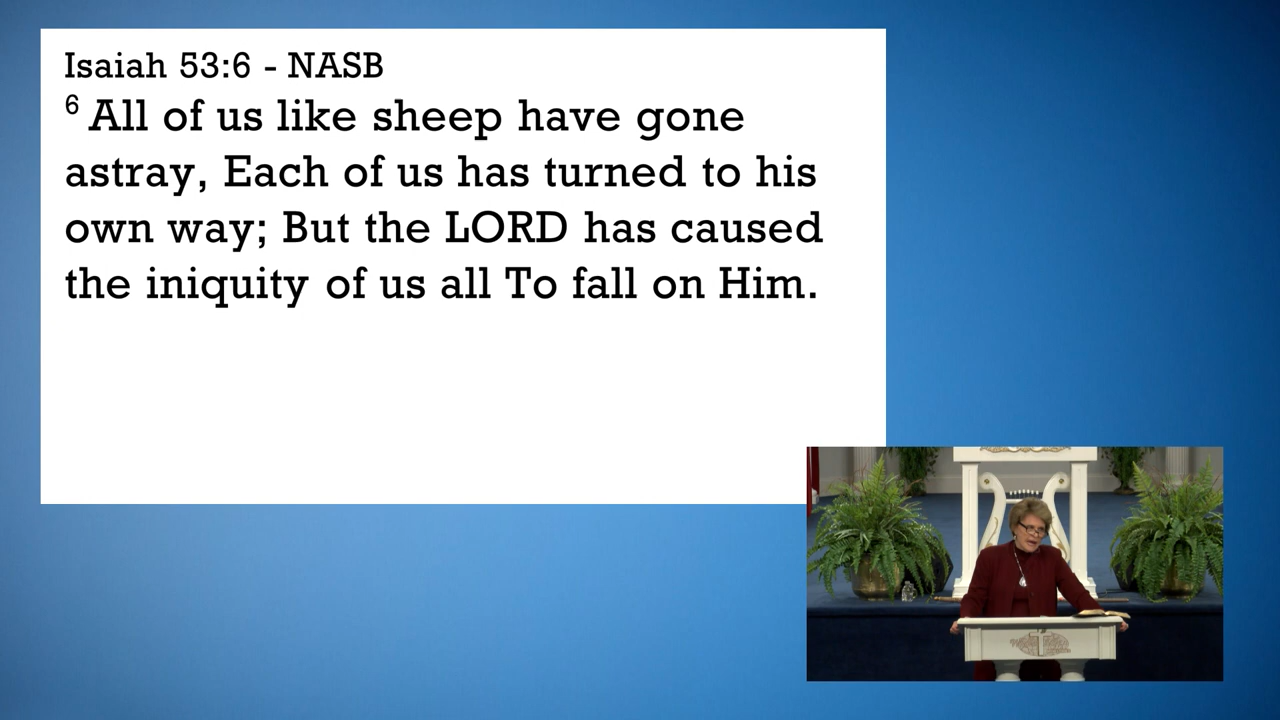 Isaiah 53:6 - NASB
6 All of us like sheep have gone
astray, Each of us has turned to his
own way; But the LORD has caused
the iniquity of us all To fall on Him.